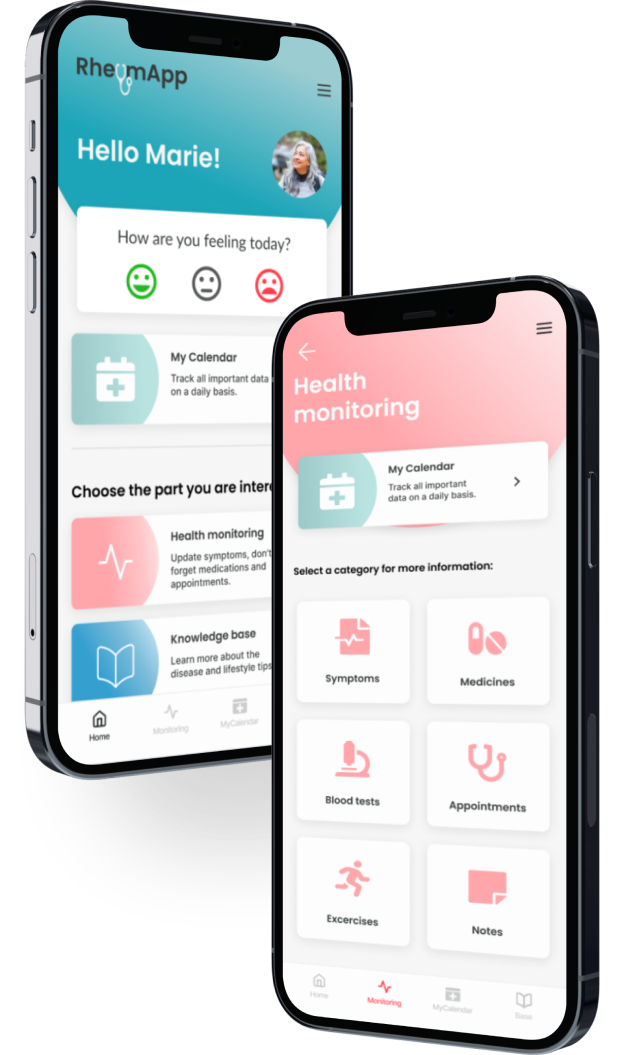 RheumApp
Hello Marie!
How are you feeling today?
My Calendar
Track all important data
on a daily basis.
Choose the part you are inter
Health monitoring
Update symptoms, don't
forget medications and
appointments.
Knowledge base
Learn more about the
disease and lifestyle tips
Home
Monitoring
MyCalendar
Health
monitoring
My Calendar
Track all important
data on a daily basis.
Select a category for more information:
Symptoms
Medicines
Blood tests
Appointments
Excercises
Notes
Home
Monitoring
MyCalendar
Base